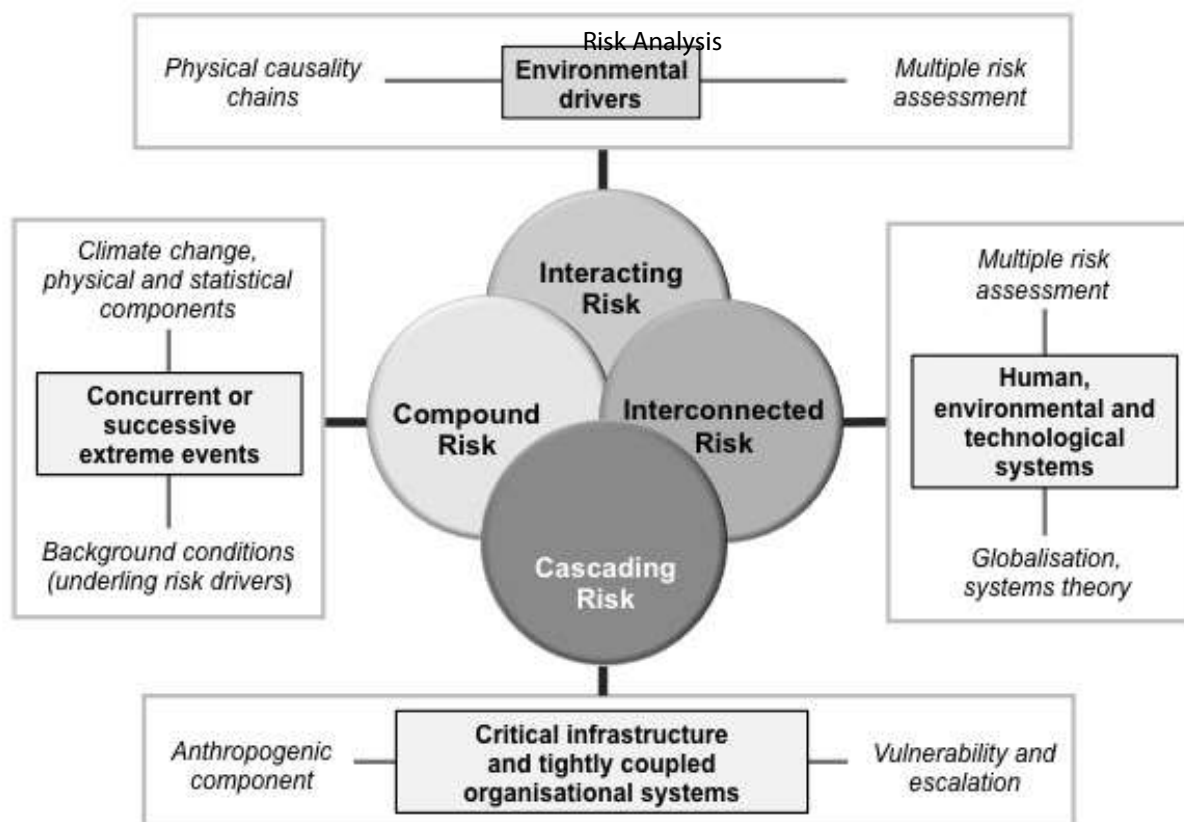 Risk Analysis
Physical causality
chains
Environmental
drivers
Multiple risk
assessment
Climate change,
physical and statistical
components
Concurrent or
successive
extreme events
Background conditions
(underling risk drivers)
Interacting
Risk
Compound
Risk
Interconnected
Risk
Cascading
Risk
Multiple risk
assessment
Human,
environmental and
technological
systems
Globalisation,
systems theory
Anthropogenic
component
Critical infrastructure
and tightly coupled
organisational systems
Vulnerability and
escalation